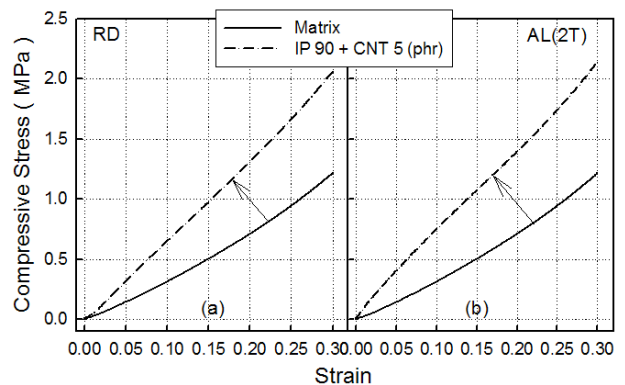 RD
Matrix
IP 90 + CNT 5 (phr)
AL(2T)
Compressive Stress ( MPa)
2.5
2.0
1.5
1.0
0.5
0.0
(a)
(b)
0.00 0.05 0.10 0.15 0.20 0.25 0.30
0.00 0.05 0.10 0.15 0.20 0.25 0.30
Strain